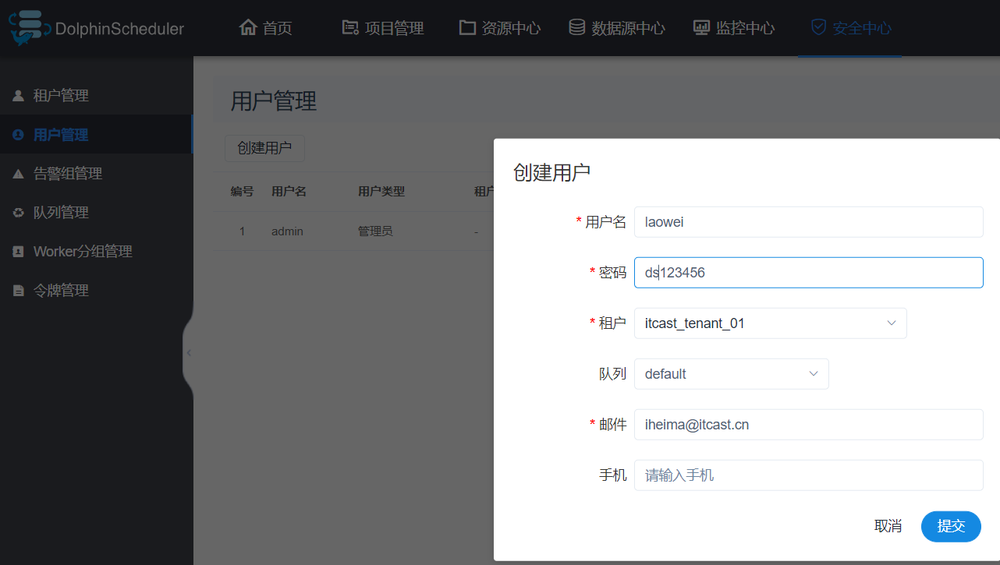 DolphinScheduler 首页 项目管理 资源中心 数据源中心 监控中心 安全中心
租户管理
用户管理
告警组管理
队列管理
Worker分组管理
令牌管理
用户管理
创建用户
编号 用户名 用户类型 租户
1 admin 管理员 -
创建用户
* 用户名 laowei
* 密码 ds123456
* 租户 itcast_tenant_01
队列 default
* 邮件 iheima@itcast.cn
手机 请输入手机
取消 提交